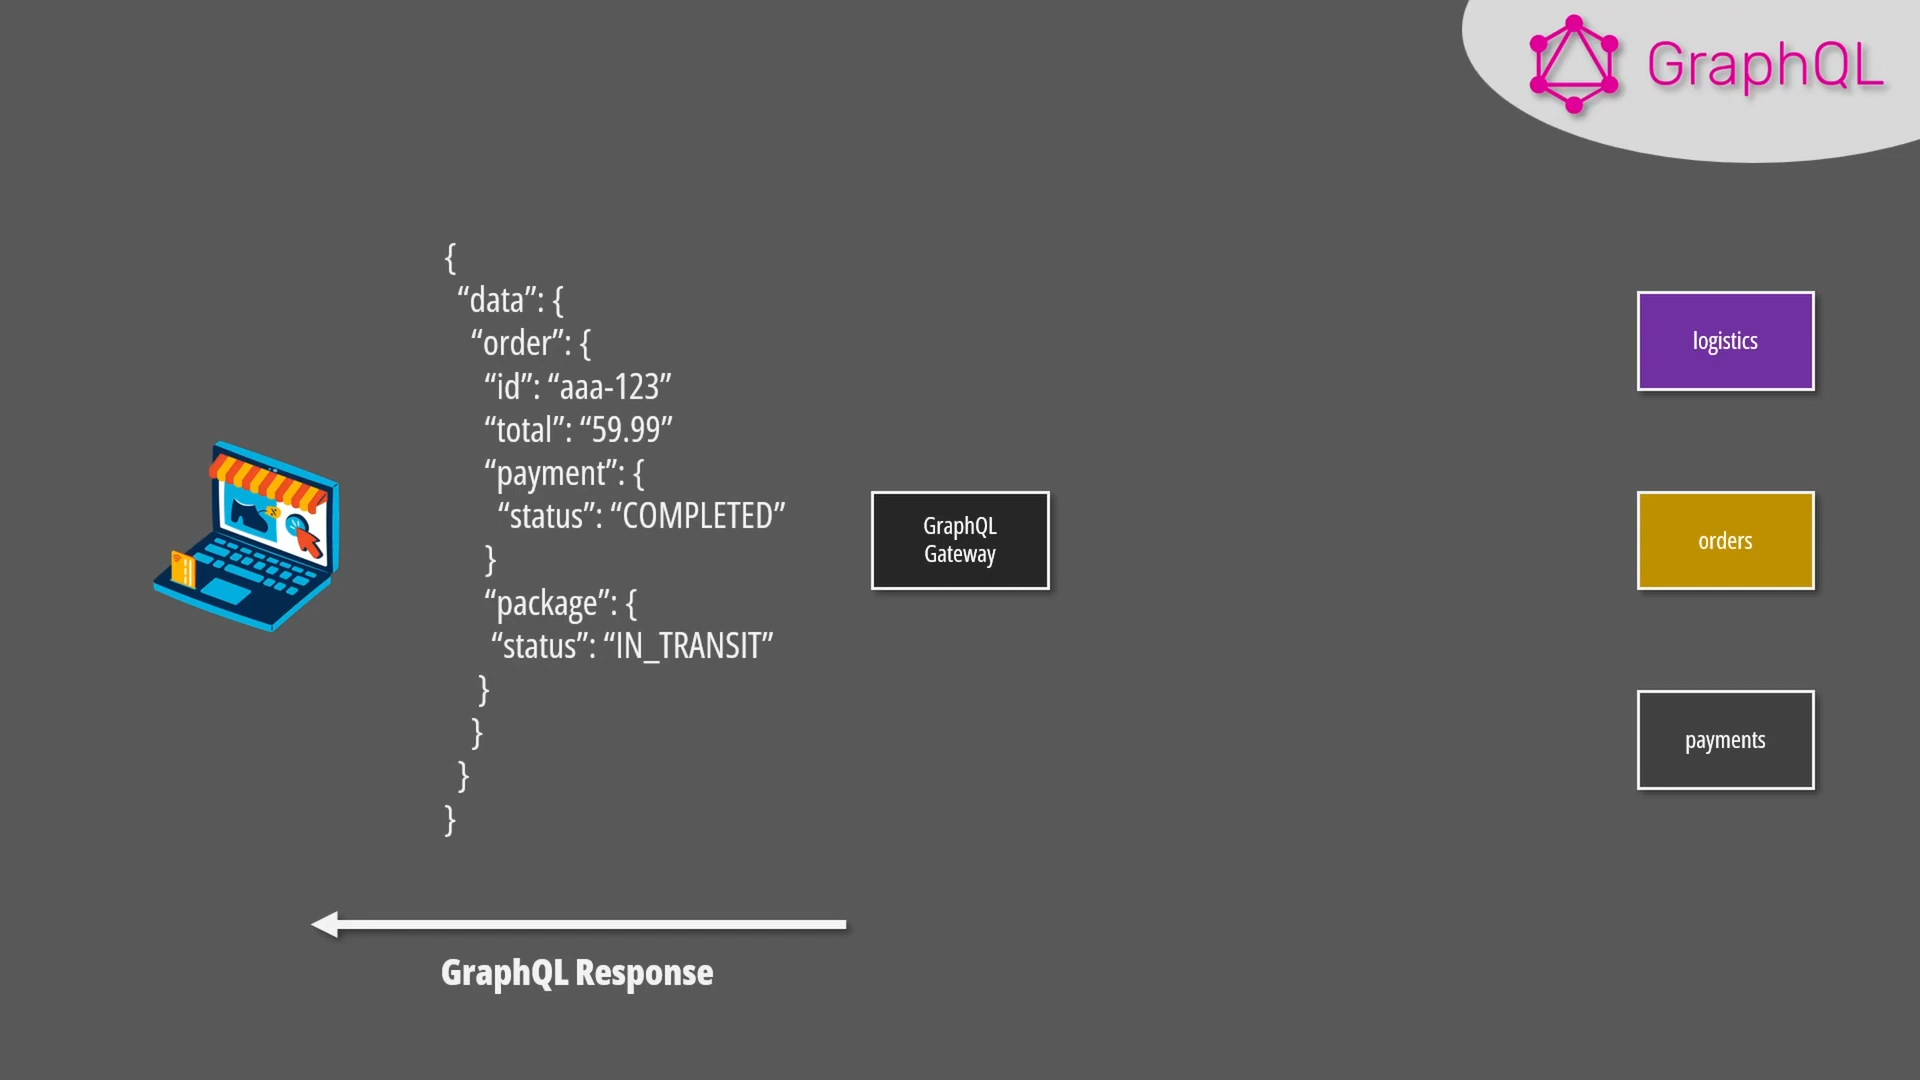 GraphQL
{
“data”: {
“order”: {
“id”: “aaa-123”
“total”: “59.99”
“payment”: {
“status”: “COMPLETED”
}
“package”: {
“status”: “IN_TRANSIT”
}
}
}
}
GraphQL
Gateway
logistics
orders
payments
GraphQL Response